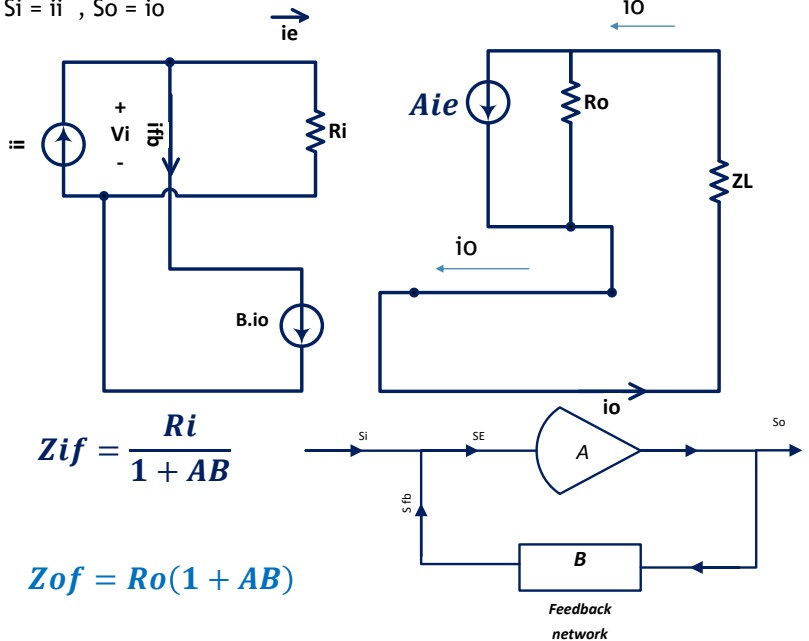 Si = ii , So = io
ie
io
Aie
Ro
+
Vi
-
ii
ifb
Ri
ZL
io
B.io
io
Zif = Ri / 1 + AB
Si
SE
A
So
S fb
B
Zof = Ro(1 + AB)
Feedback
network